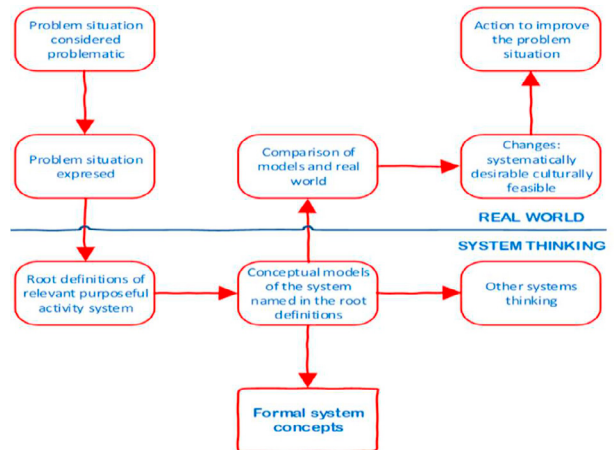 Problem situation
considered
problematic
Action to improve
the problem
situation
Problem situation
expresed
Comparison of
models and real
world
Changes:
systematically
desirable culturally
feasible
REAL WORLD
SYSTEM THINKING
Root definitions of
relevant purposeful
activity system
Conceptual models
of the system
named in the root
definitions
Other systems
thinking
Formal system
concepts